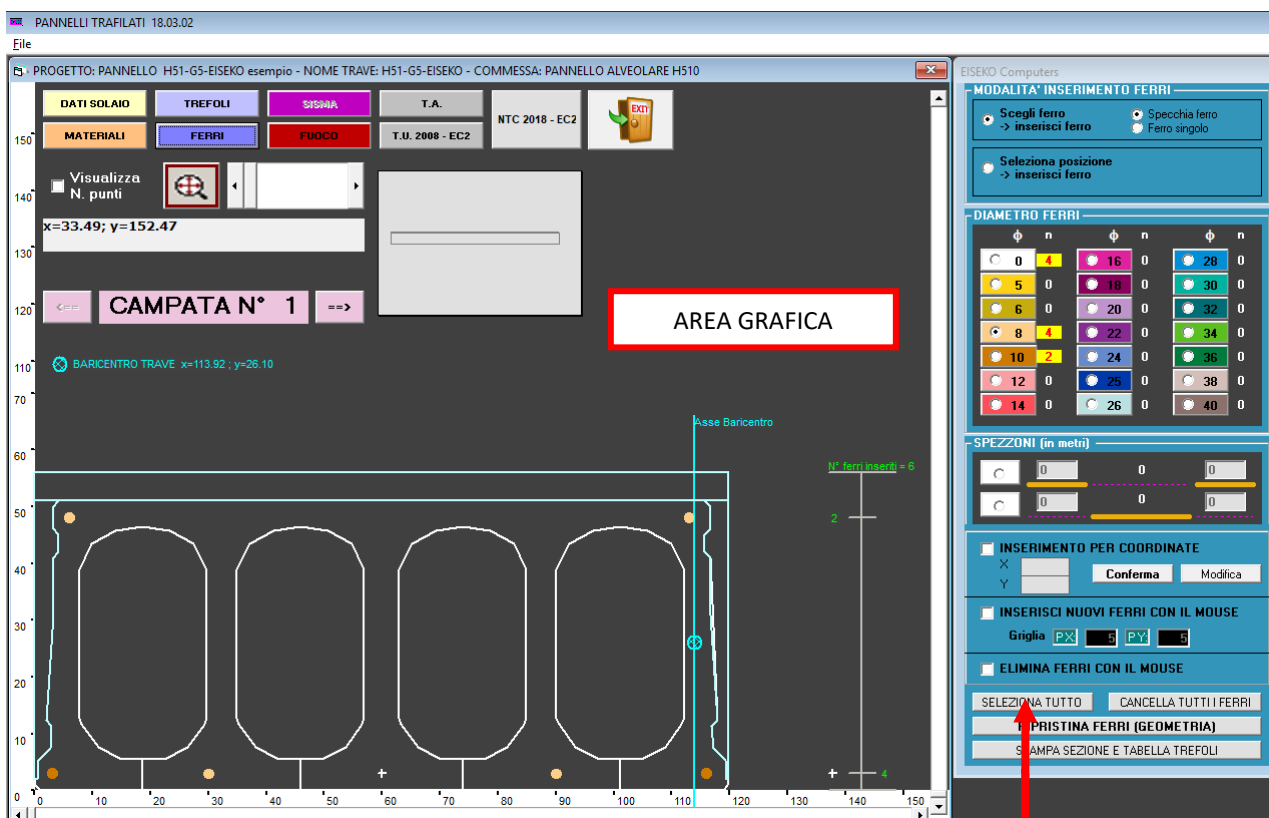 PANNELLI TRAFILATI 18.03.02
File
PROGETTO: PANNELLO H51-G5-EISEKO esempio - NOME TRAVE: H51-G5-EISEKO - COMMESSA: PANNELLO ALVEOLARE H510
DATI SOLAIO TREFOLI SISMA T.A. NTC 2018 - EC2 EXIT
MATERIALI FERRI FUOCO T.U. 2008 - EC2
Visualizza
N. punti
x=33.49; y=152.47
<== CAMPATA N° 1 ==>
AREA GRAFICA
BARICENTRO TRAVE x=113.92 ; y=26.10
Asse Baricentro
N° ferri inseriti = 6
2
4
150
140
130
120
110
70
60
50
40
30
20
10
0
0 10 20 30 40 50 60 70 80 90 100 110 120 130 140 150
EISEKO Computers
MODALITA' INSERIMENTO FERRI
Scegli ferro
-> inserisci ferro
Specchia ferro
Ferro singolo
Seleziona posizione
-> inserisci ferro
DIAMETRO FERRI
ϕ n ϕ n ϕ n
0 4 16 0 28 0
5 0 18 0 30 0
6 0 20 0 32 0
8 4 22 0 34 0
10 2 24 0 36 0
12 0 25 0 38 0
14 0 26 0 40 0
SPEZZONI (in metri)
0 0 0
0 0 0
INSERIMENTO PER COORDINATE
X
Y
Conferma Modifica
INSERISCI NUOVI FERRI CON IL MOUSE
Griglia PX: 5 PY: 5
ELIMINA FERRI CON IL MOUSE
SELEZIONA TUTTO CANCELLA TUTTI I FERRI
RIPRISTINA FERRI (GEOMETRIA)
STAMPA SEZIONE E TABELLA TREFOLI